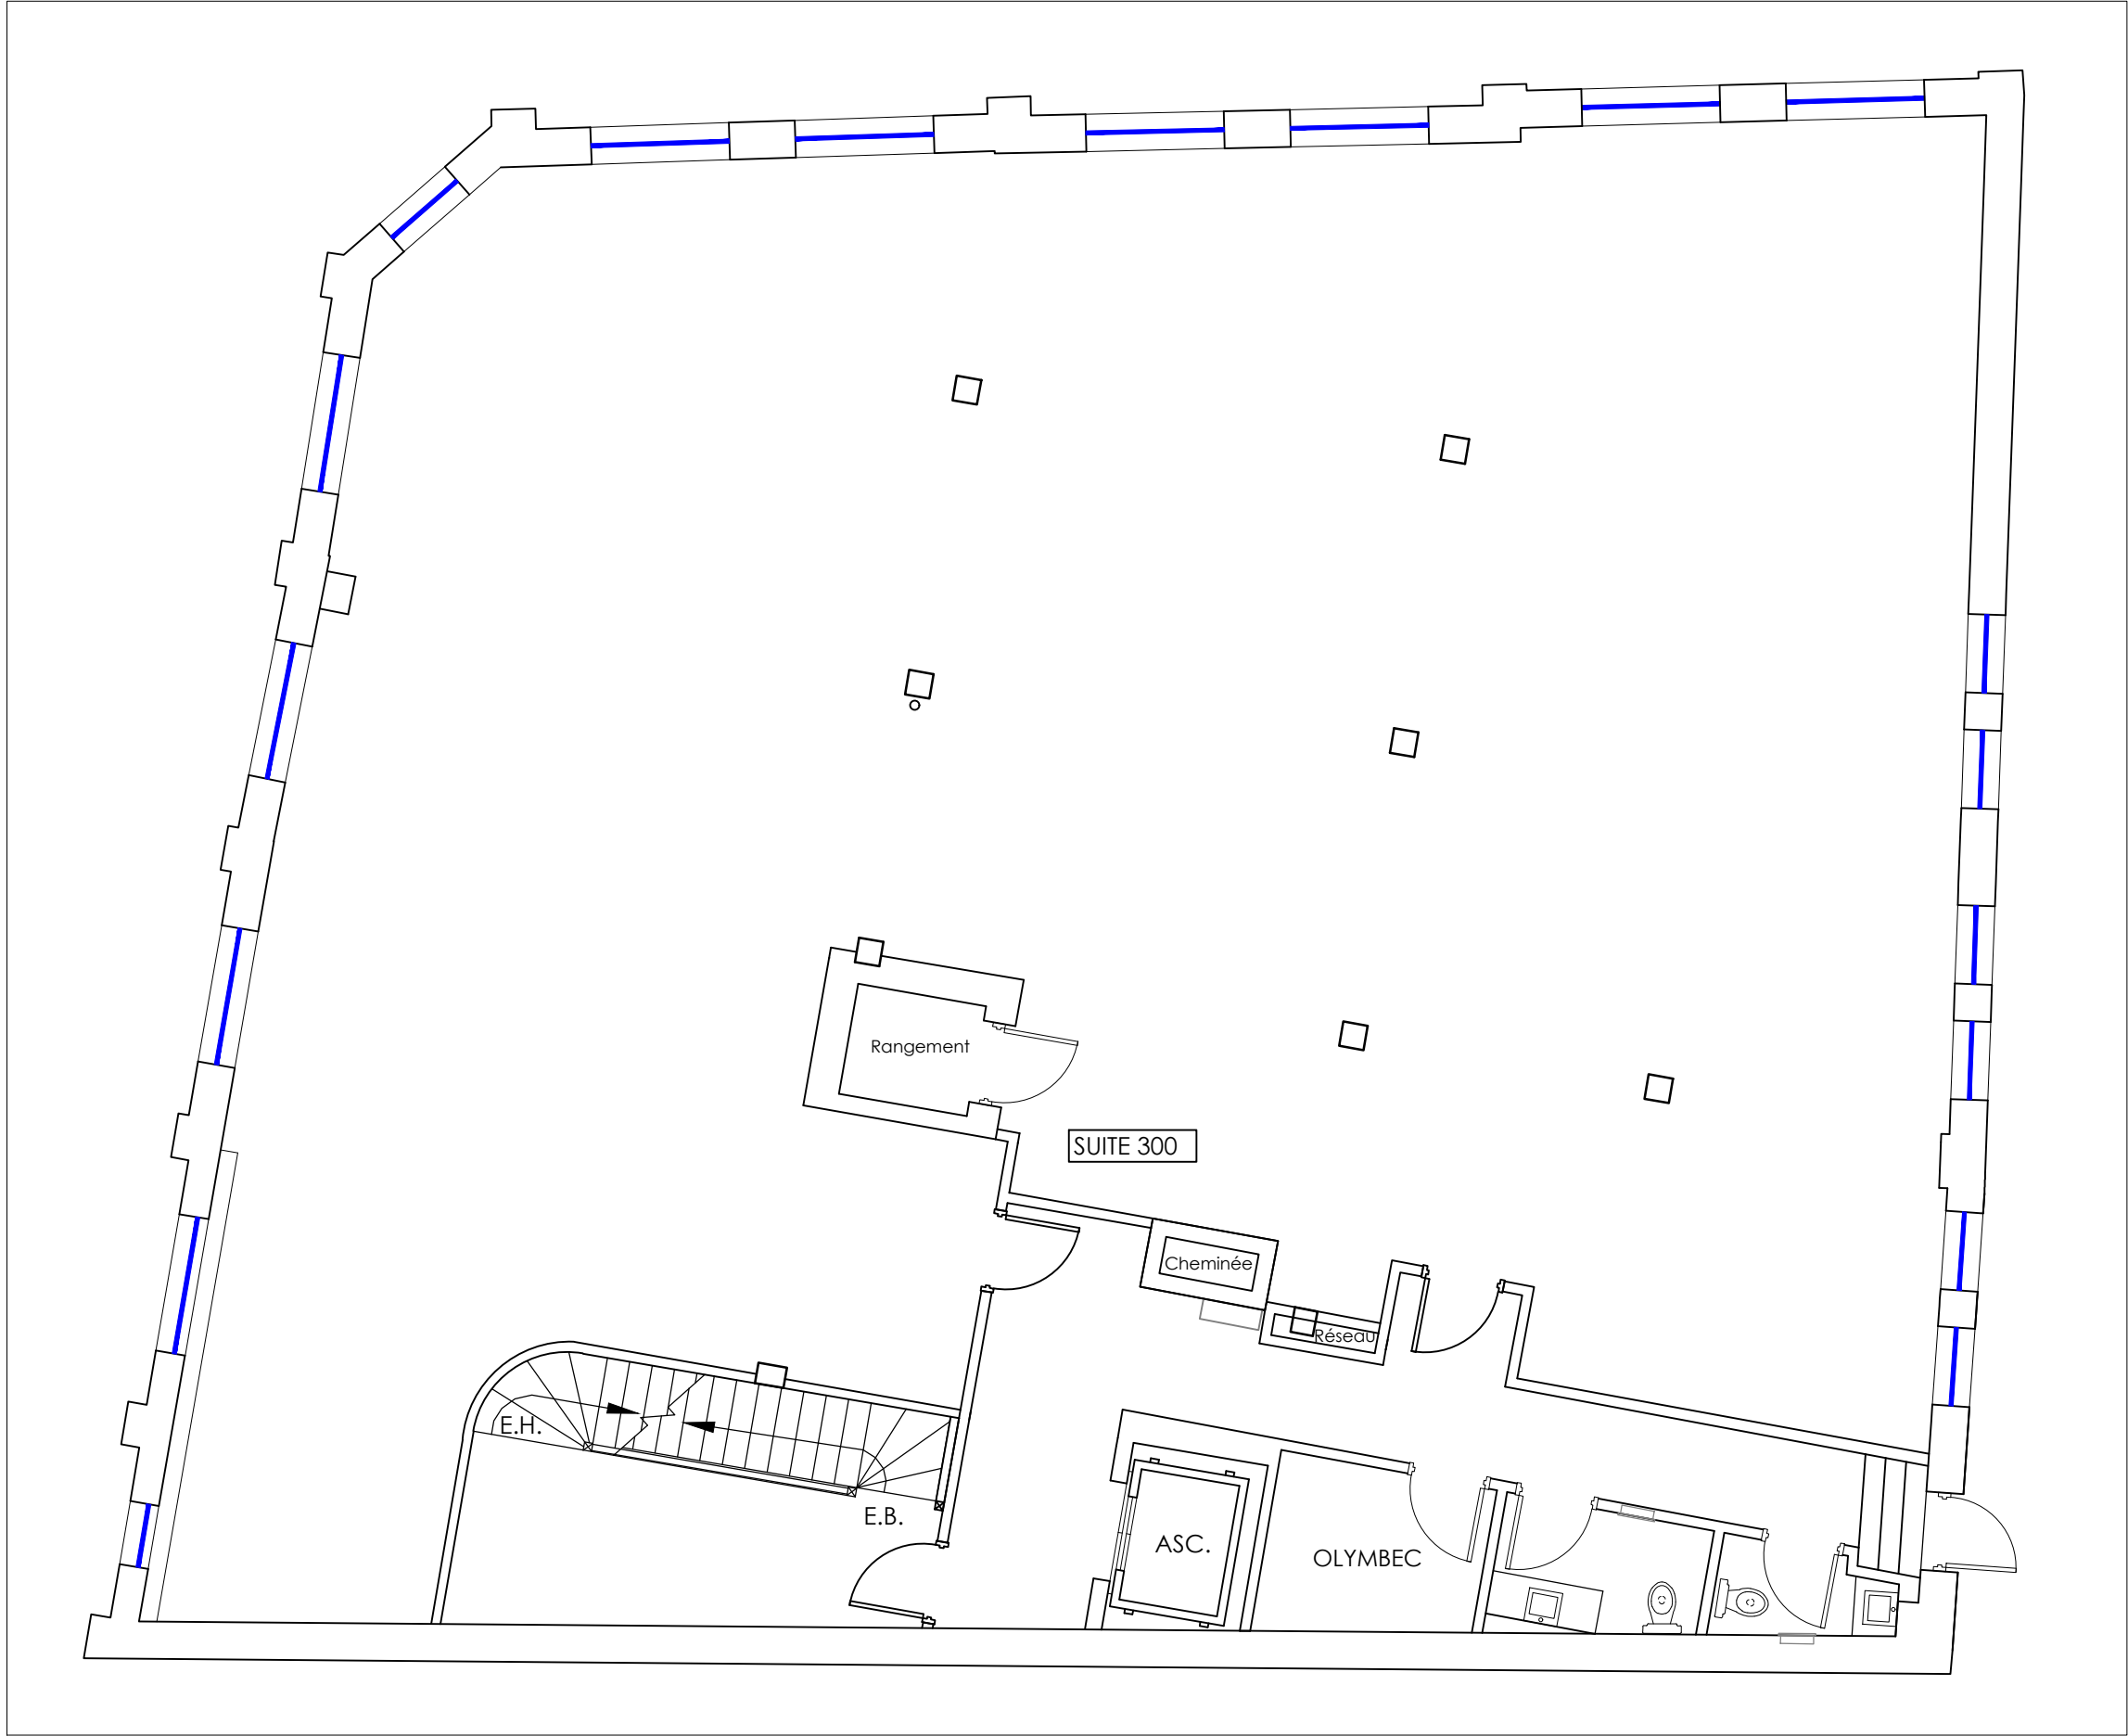 Rangement
SUITE 300
Cheminée
Réseau
E.H.
E.B.
ASC.
OLYMBEC